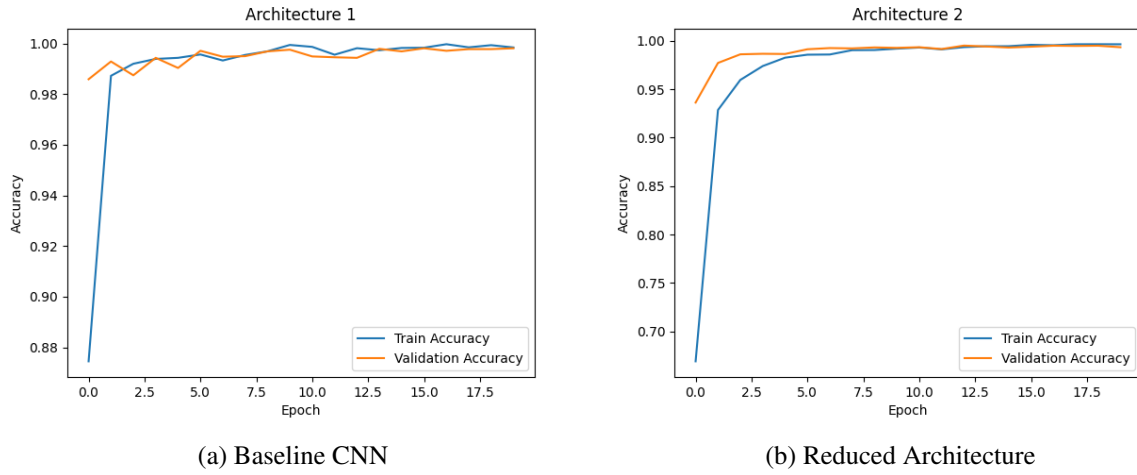 Architecture 1
1.00
0.98
0.96
0.94
0.92
0.90
0.88
Accuracy
0.0 2.5 5.0 7.5 10.0 12.5 15.0 17.5
Epoch
Train Accuracy
Validation Accuracy
(a) Baseline CNN
Architecture 2
1.00
0.95
0.90
0.85
0.80
0.75
0.70
Accuracy
0.0 2.5 5.0 7.5 10.0 12.5 15.0 17.5
Epoch
Train Accuracy
Validation Accuracy
(b) Reduced Architecture